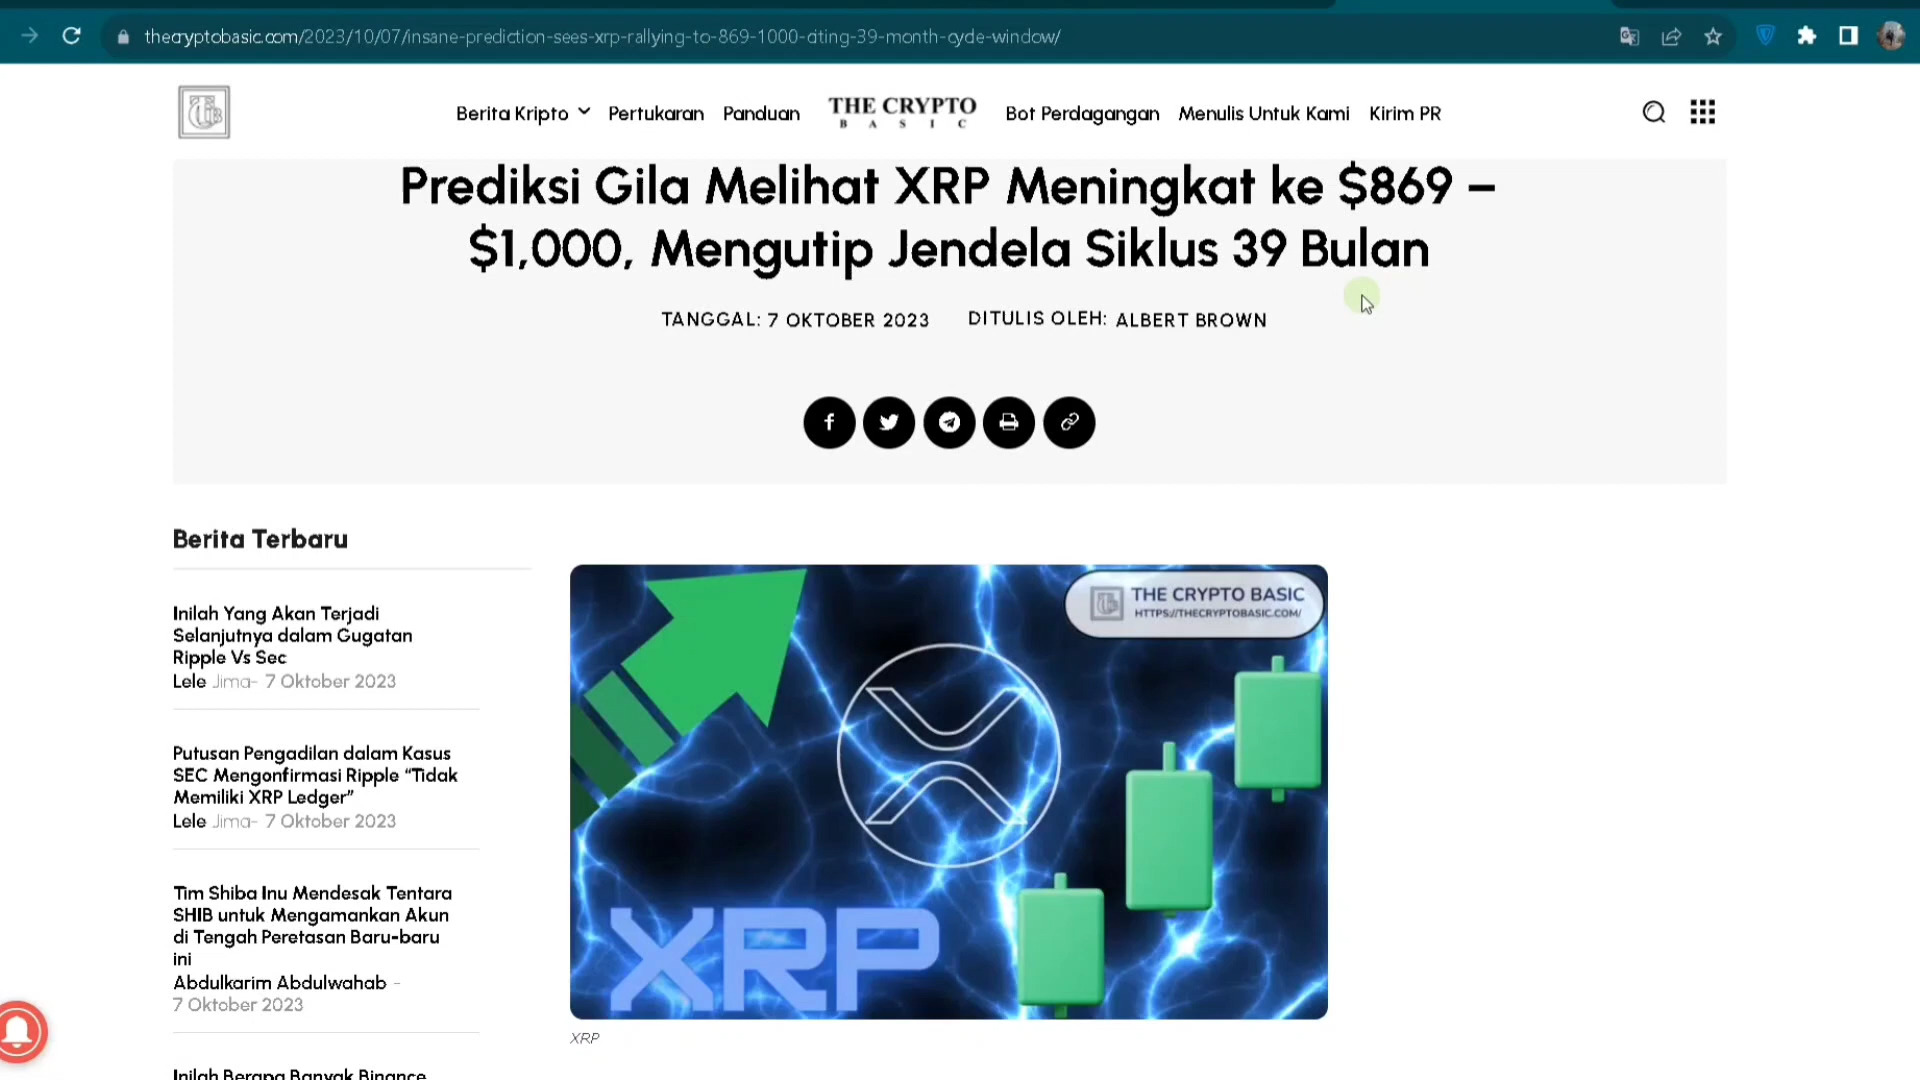 thecryptobasic.com/2023/10/07/insane-prediction-sees-xrp-rallying-to-869-1000-citing-39-month-cycle-window/
Berita Kripto Pertukaran Panduan THE CRYPTO BASIC Bot Perdagangan Menulis Untuk Kami Kirim PR
Prediksi Gila Melihat XRP Meningkat ke $869 –
$1,000, Mengutip Jendela Siklus 39 Bulan
TANGGAL: 7 OKTOBER 2023 DITULIS OLEH: ALBERT BROWN
Berita Terbaru
Inilah Yang Akan Terjadi
Selanjutnya dalam Gugatan
Ripple Vs Sec
Lele Jima- 7 Oktober 2023
Putusan Pengadilan dalam Kasus
SEC Mengonfirmasi Ripple “Tidak
Memiliki XRP Ledger”
Lele Jima- 7 Oktober 2023
Tim Shiba Inu Mendesak Tentara
SHIB untuk Mengamankan Akun
di Tengah Peretasan Baru-baru
ini
Abdulkarim Abdulwahab -
7 Oktober 2023
Inilah Berapa Banyak Binance
THE CRYPTO BASIC
HTTPS://THECRYPTOBASIC.COM/
XRP
XRP